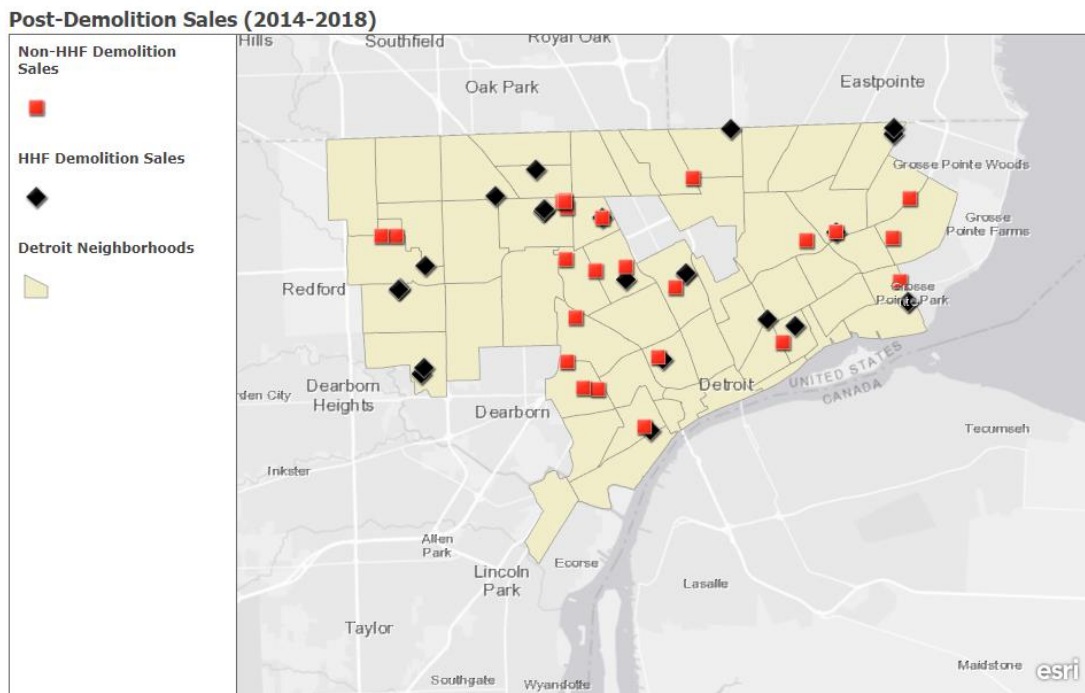 Post-Demolition Sales (2014-2018)
Non-HHF Demolition
Sales
HHF Demolition Sales
Detroit Neighborhoods
Hills
Southfield
Royal Oak
Oak Park
Eastpointe
Grosse Pointe Woods
Grosse
Pointe Farms
Redford
Grosse
Pointe Park
Dearborn
Heights
rden City
Dearborn
Detroit
UNITED STATES
CANADA
Tecumseh
Inkster
Allen
Park
Ecorse
Lincoln
Park
Lasalle
Taylor
Maidstone
esri
Southgate
Wyandotte